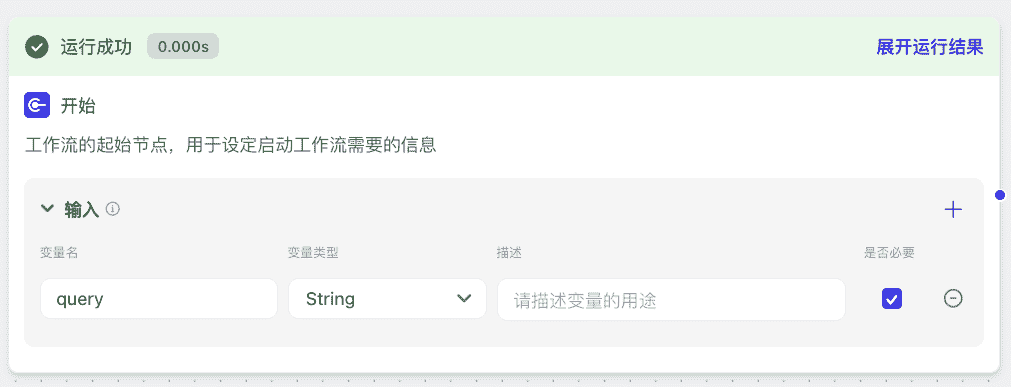 运行成功 0.000s 展开运行结果
开始
工作流的起始节点，用于设定启动工作流需要的信息
输入
变量名 变量类型 描述 是否必要
query String 请描述变量的用途